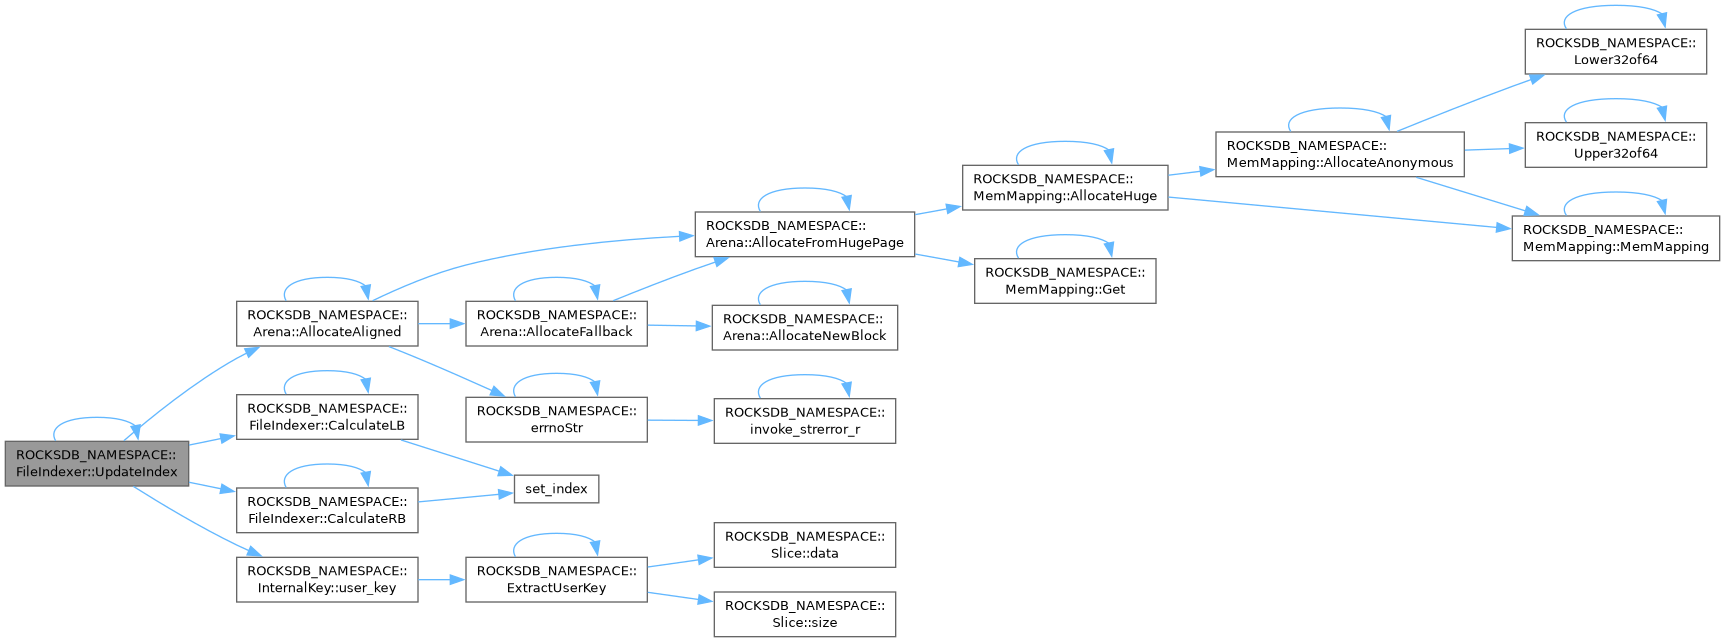 ROCKSDB_NAMESPACE::
FileIndexer::UpdateIndex
ROCKSDB_NAMESPACE::
Arena::AllocateAligned
ROCKSDB_NAMESPACE::
FileIndexer::CalculateLB
ROCKSDB_NAMESPACE::
FileIndexer::CalculateRB
ROCKSDB_NAMESPACE::
InternalKey::user_key
ROCKSDB_NAMESPACE::
Arena::AllocateFallback
ROCKSDB_NAMESPACE::
errnoStr
set_index
ROCKSDB_NAMESPACE::
ExtractUserKey
ROCKSDB_NAMESPACE::
Arena::AllocateFromHugePage
ROCKSDB_NAMESPACE::
Arena::AllocateNewBlock
ROCKSDB_NAMESPACE::
invoke_strerror_r
ROCKSDB_NAMESPACE::
Slice::data
ROCKSDB_NAMESPACE::
Slice::size
ROCKSDB_NAMESPACE::
MemMapping::AllocateHuge
ROCKSDB_NAMESPACE::
MemMapping::Get
ROCKSDB_NAMESPACE::
MemMapping::AllocateAnonymous
ROCKSDB_NAMESPACE::
Lower32of64
ROCKSDB_NAMESPACE::
Upper32of64
ROCKSDB_NAMESPACE::
MemMapping::MemMapping